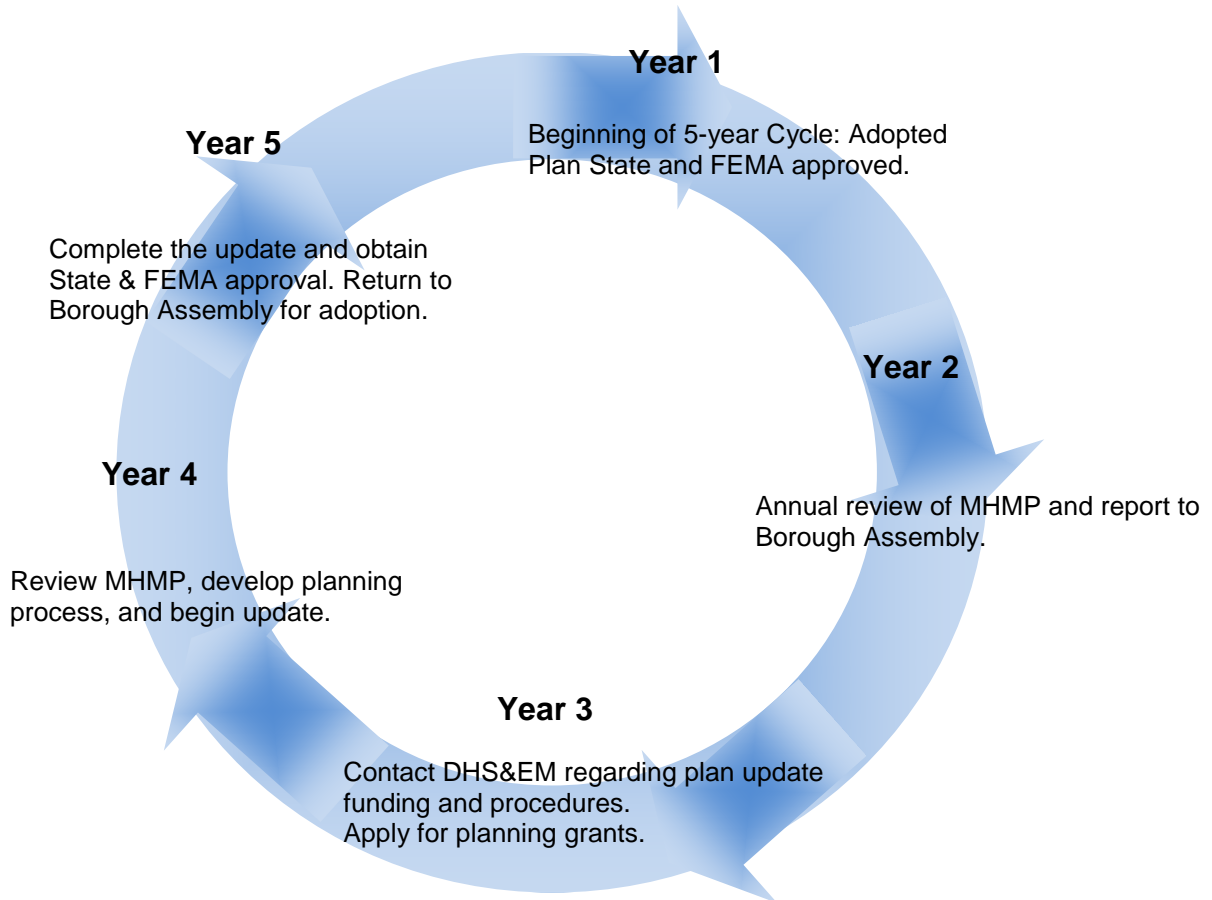 Year 1
Beginning of 5-year Cycle: Adopted
Plan State and FEMA approved.
Year 2
Annual review of MHMP and report to
Borough Assembly.
Year 3
Contact DHS&EM regarding plan update
funding and procedures.
Apply for planning grants.
Year 4
Review MHMP, develop planning
process, and begin update.
Year 5
Complete the update and obtain
State & FEMA approval. Return to
Borough Assembly for adoption.